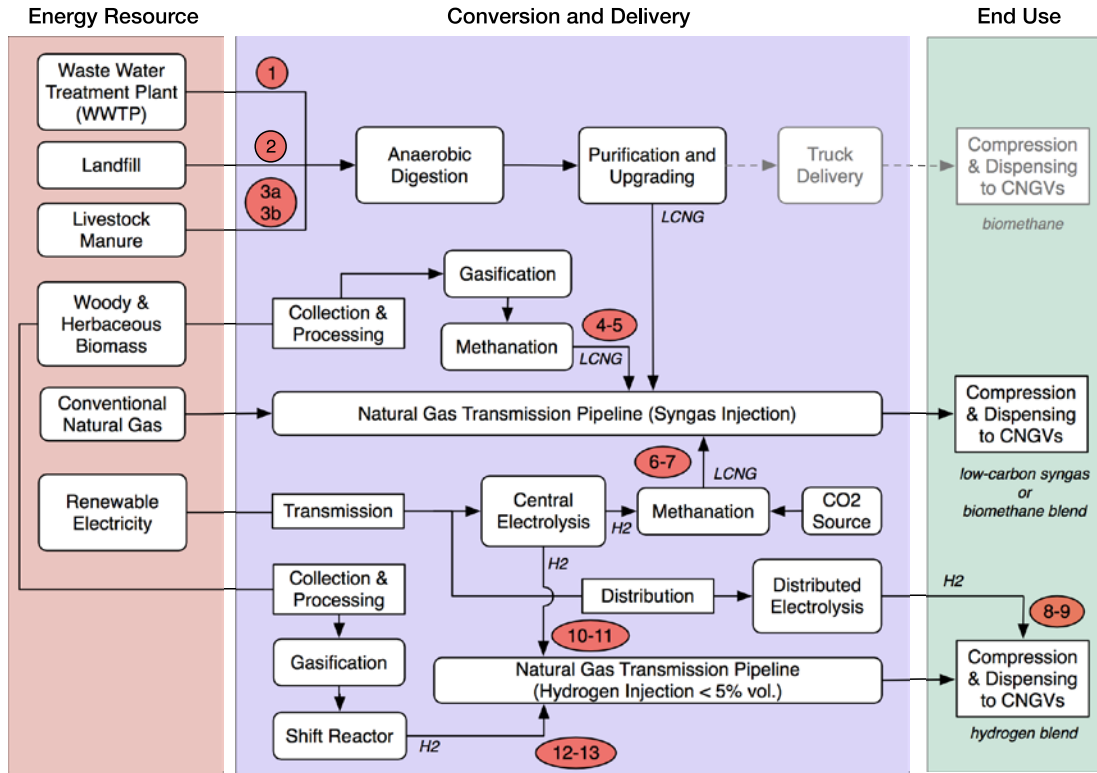 Energy Resource
Conversion and Delivery
End Use
Waste Water
Treatment Plant
(WWTP)
1
Landfill
2
3a
3b
Livestock
Manure
Anaerobic
Digestion
Purification and
Upgrading
LCNG
Truck
Delivery
Compression
& Dispensing
to CNGVs
biomethane
Woody &
Herbaceous
Biomass
Collection &
Processing
Gasification
Methanation
4-5
LCNG
Conventional
Natural Gas
Natural Gas Transmission Pipeline (Syngas Injection)
Compression
& Dispensing
to CNGVs
low-carbon syngas
or
biomethane blend
6-7
LCNG
Renewable
Electricity
Transmission
Central
Electrolysis
H2
Methanation
CO2
Source
H2
Collection &
Processing
Distribution
Distributed
Electrolysis
H2
8-9
10-11
Gasification
Natural Gas Transmission Pipeline
(Hydrogen Injection < 5% vol.)
Compression
& Dispensing
to CNGVs
hydrogen blend
Shift Reactor
H2
12-13